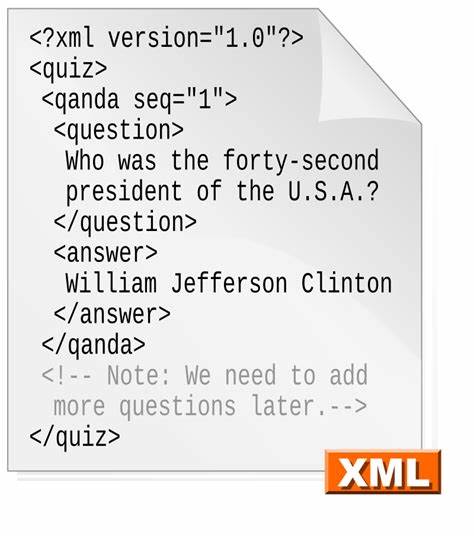 <?xml version="1.0"?>
<quiz>
<qanda seq="1">
<question>
Who was the forty-second
president of the U.S.A.?
</question>
<answer>
William Jefferson Clinton
</answer>
</qanda>
<!-- Note: We need to add
more questions later.-->
</quiz>
XML